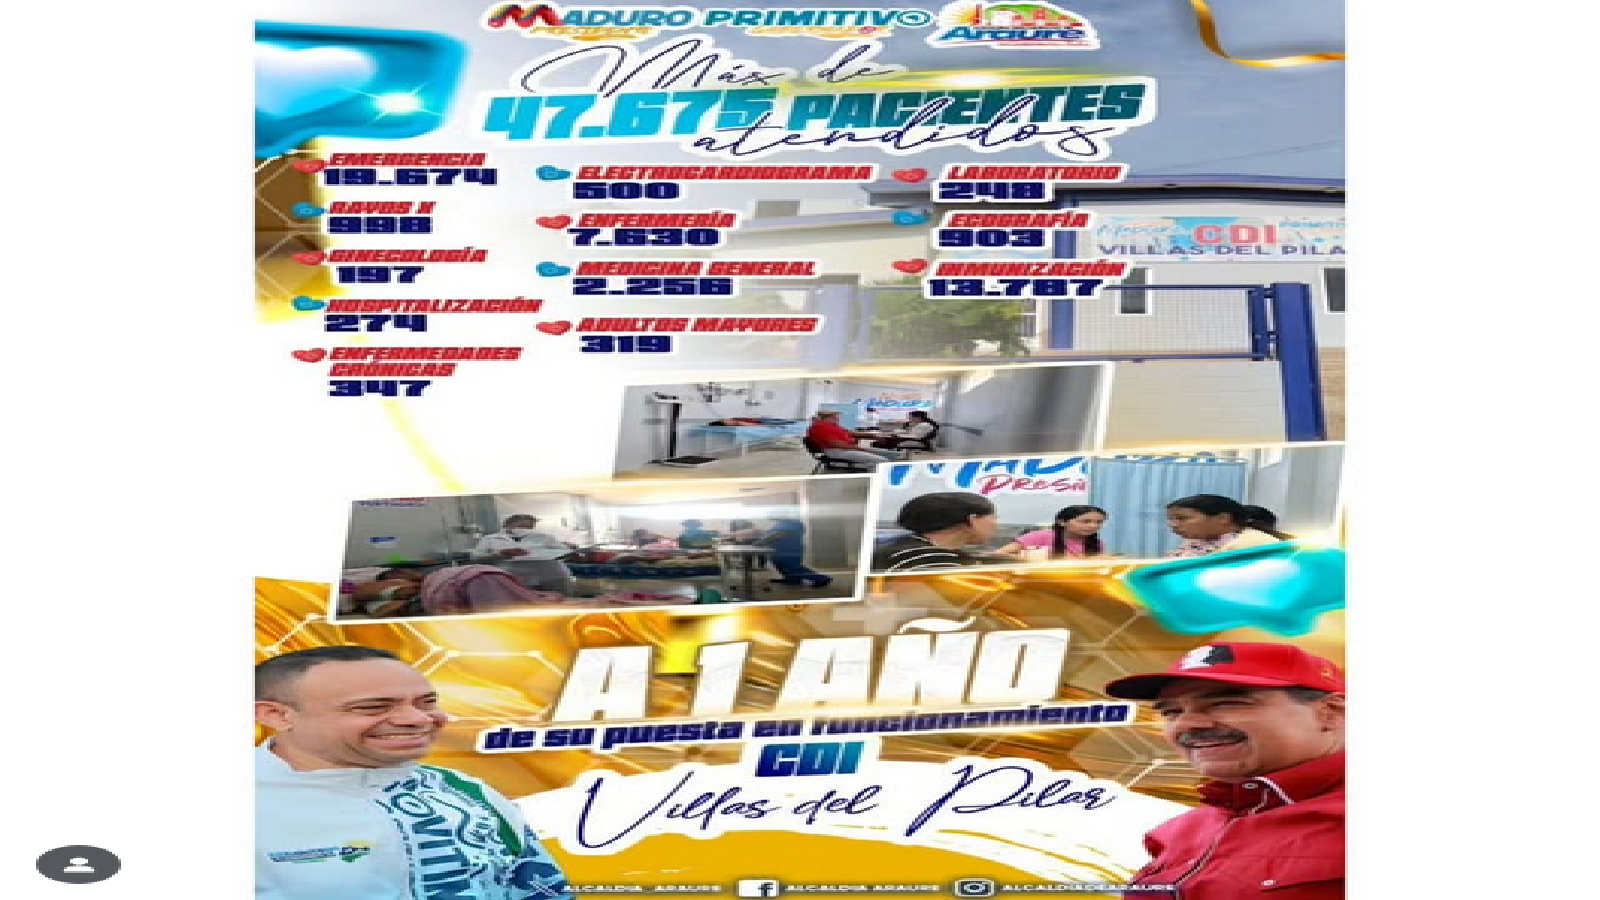 MADURO PRIMITIVO
Araure
Más de
47.675 PACIENTES
atendidos
EMERGENCIA
19.674
RAYOS X
998
GINECOLOGÍA
197
HOSPITALIZACIÓN
274
ENFERMEDADES
CRÓNICAS
347
ELECTROCARDIOGRAMA
500
ENFERMERÍA
7.630
MEDICINA GENERAL
2.256
ADULTOS MAYORES
319
LABORATORIO
248
ECOGRAFÍA
903
INMUNIZACIÓN
13.787
CDI
VILLAS DEL PILA
A 1 AÑO
de su puesta en funcionamiento
CDI
Villas del Pilar
ALCALDIA_ARAURE ALCALDIA ARAURE ALCALDIADEARAURE